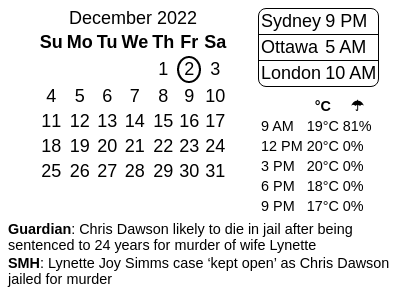 December 2022
Su Mo Tu We Th Fr Sa
1 2 3
4 5 6 7 8 9 10
11 12 13 14 15 16 17
18 19 20 21 22 23 24
25 26 27 28 29 30 31
Sydney 9 PM
Ottawa 5 AM
London 10 AM
°C ☂
9 AM 19°C 81%
12 PM 20°C 0%
3 PM 20°C 0%
6 PM 18°C 0%
9 PM 17°C 0%
Guardian: Chris Dawson likely to die in jail after being
sentenced to 24 years for murder of wife Lynette
SMH: Lynette Joy Simms case ‘kept open’ as Chris Dawson
jailed for murder